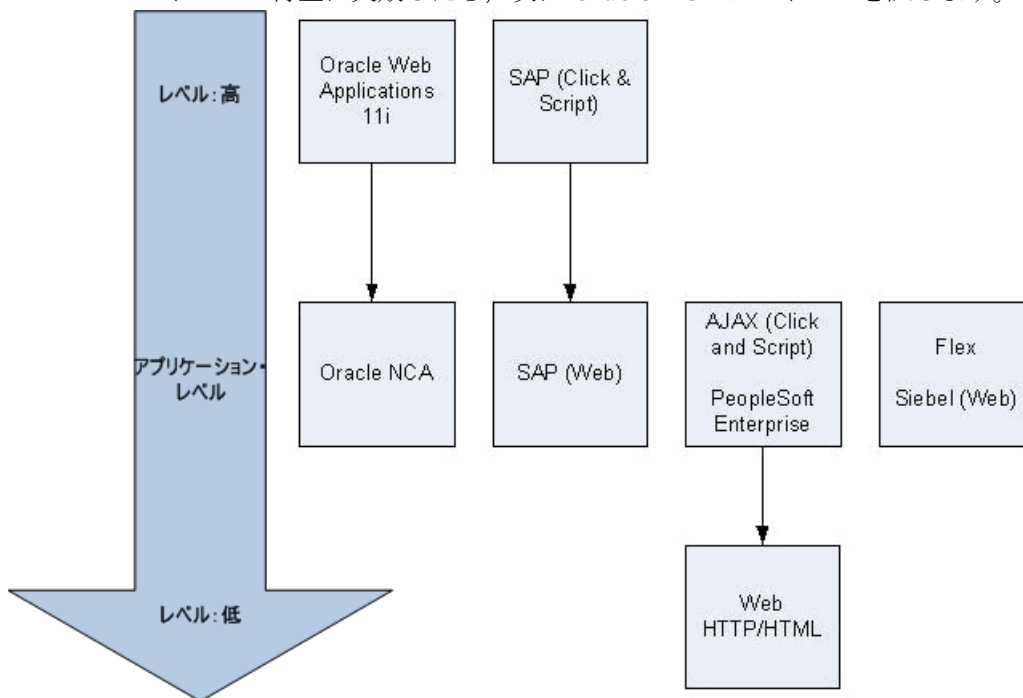 レベル：高
Oracle Web
Applications
11i
SAP (Click &
Script)
アプリケーション・
レベル
Oracle NCA
SAP (Web)
AJAX (Click
and Script)
PeopleSoft
Enterprise
Flex
Siebel (Web)
レベル：低
Web
HTTP/HTML